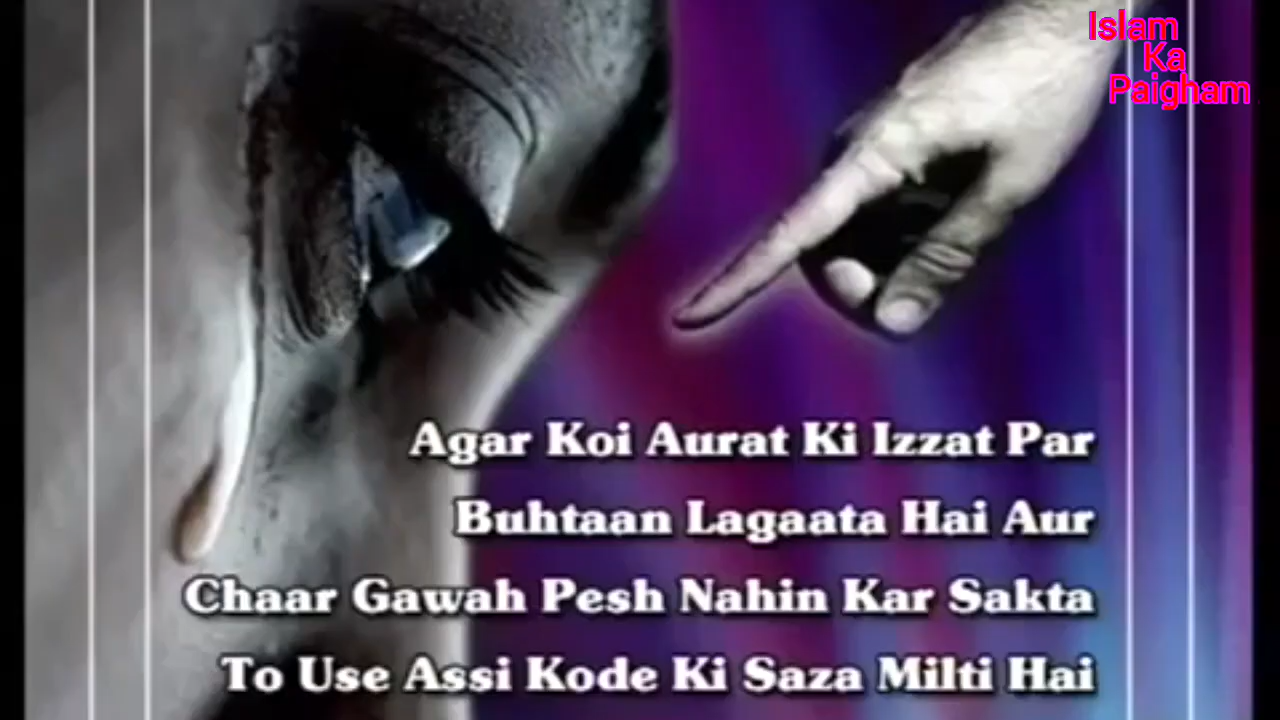 Islam
Ka
Paigham
Agar Koi Aurat Ki Izzat Par
Buhtaan Lagaata Hai Aur
Chaar Gawah Pesh Nahin Kar Sakta
To Use Assi Kode Ki Saza Milti Hai